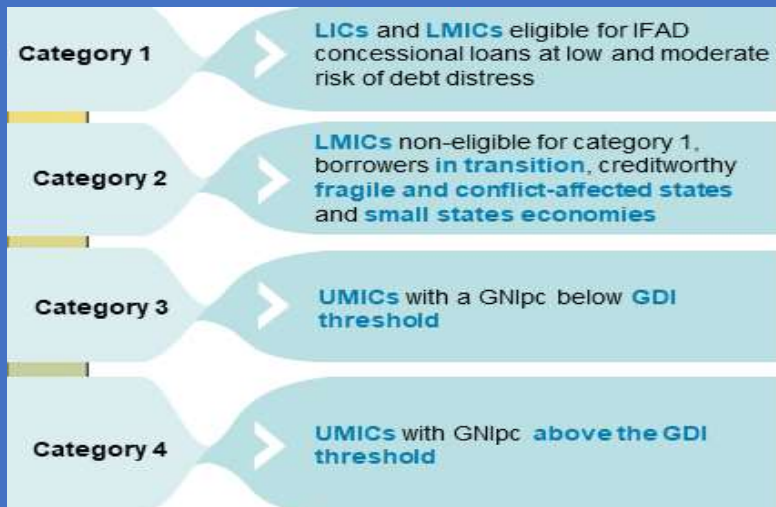 Category 1
LICs and LMICs eligible for IFAD
concessional loans at low and moderate
risk of debt distress
Category 2
LMICs non-eligible for category 1,
borrowers in transition, creditworthy
fragile and conflict-affected states
and small states economies
Category 3
UMICs with a GNIpc below GDI
threshold
Category 4
UMICs with GNIpc above the GDI
threshold